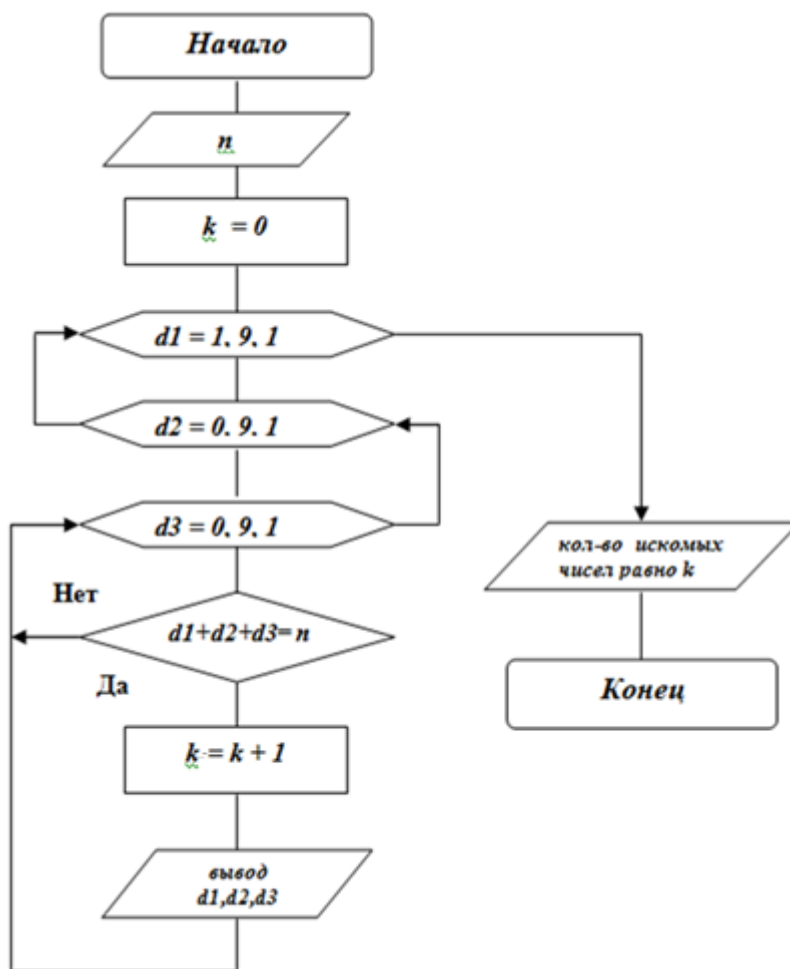 Начало
n
k = 0
d1 = 1, 9, 1
d2 = 0, 9, 1
d3 = 0, 9, 1
Нет
d1+d2+d3= n
Да
k = k + 1
вывод
d1,d2,d3
кол-во искомых
чисел равно k
Конец